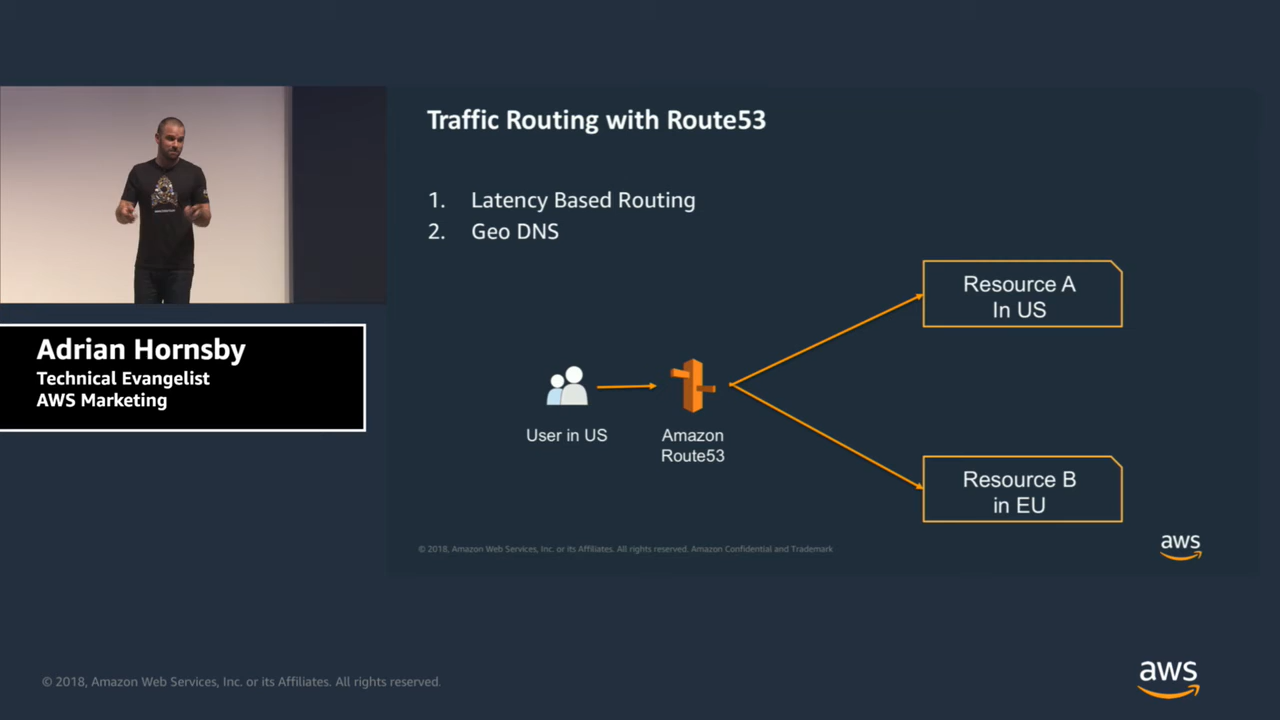 Traffic Routing with Route53
1. Latency Based Routing
2. Geo DNS
Resource A
In US
User in US
Amazon
Route53
Resource B
in EU
© 2018, Amazon Web Services, Inc. or its Affiliates. All rights reserved. Amazon Confidential and Trademark
aws
Adrian Hornsby
Technical Evangelist
AWS Marketing
© 2018, Amazon Web Services, Inc. or its Affiliates. All rights reserved.
aws